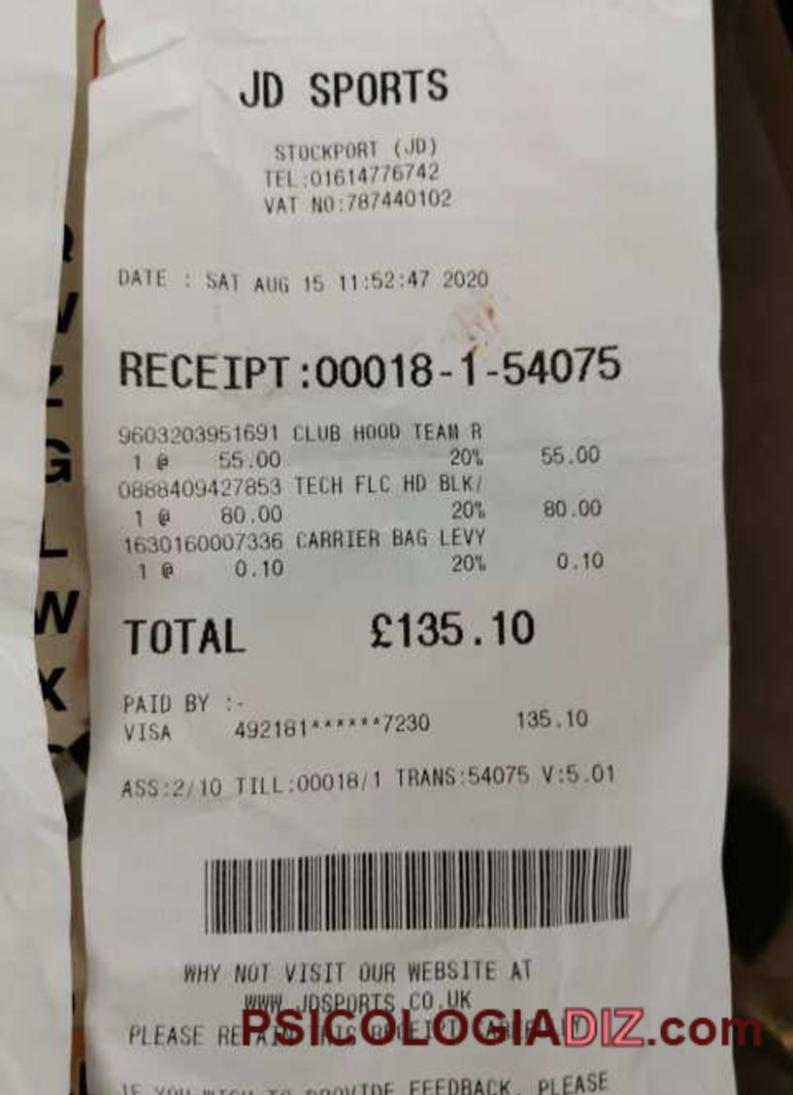 JD SPORTS
STOCKPORT (JD)
TEL:01614776742
VAT NO:787440102
DATE : SAT AUG 15 11:52:47 2020
RECEIPT:00018-1-54075
9603203951691 CLUB HOOD TEAM R
1 @ 55.00 20% 55.00
0888409427853 TECH FLC HD BLK/
1 @ 80.00 20% 80.00
1630160007336 CARRIER BAG LEVY
1 @ 0.10 20% 0.10
TOTAL £135.10
PAID BY :-
VISA 492181******7230 135.10
ASS:2/10 TILL:00018/1 TRANS:54075 V:5.01
WHY NOT VISIT OUR WEBSITE AT
WWW.JDSPORTS.CO.UK
PLEASE RETAIN THIS RECEIPT
PSICOLOGIADIZ.com
IF YOU WISH TO PROVIDE FEEDBACK, PLEASE
V
Z
G
L
W
X